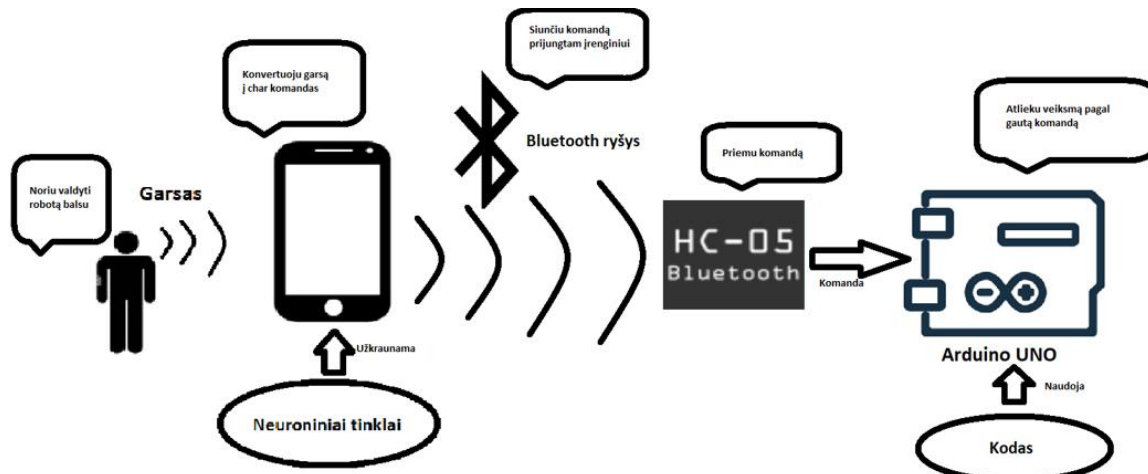 Siunčiu komandą
prijungtam įrenginiui
Konvertuoju garsą
į char komandas
Atlieku veiksmą pagal
gautą komandą
Bluetooth ryšys
Priemu komandą
Noriu valdyti
robotą balsu
Garsas
HC-05
Bluetooth
Komanda
Arduino UNO
Užkraunama
Naudoja
Neuroniniai tinklai
Kodas